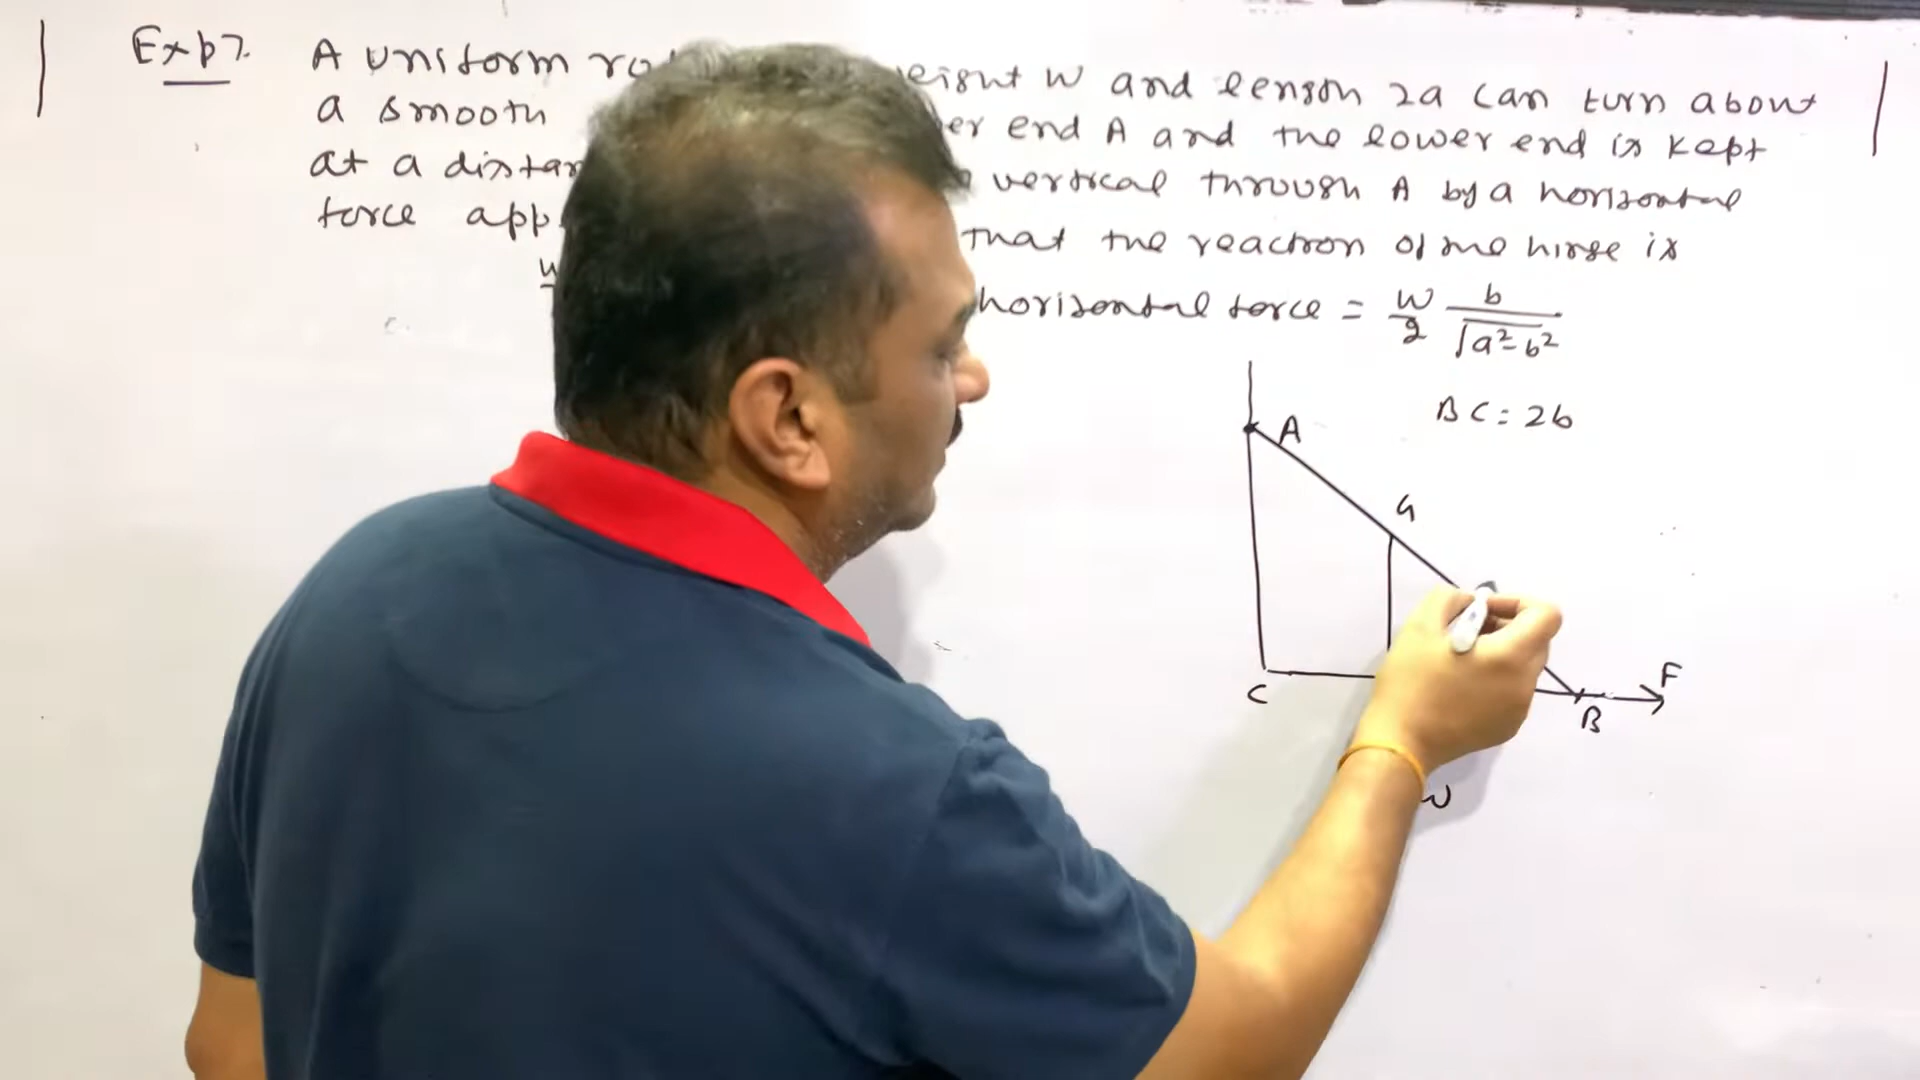 Exp7. A uniform ro eight W and length 2a can turn about
a smooth er end A and the lower end is kept
at a distan vertical through A by a horizontal
force app that the reaction of the hinge is
horizontal force = W/2 b/√a²-b²
BC = 2b
A
G
F
C
B
W